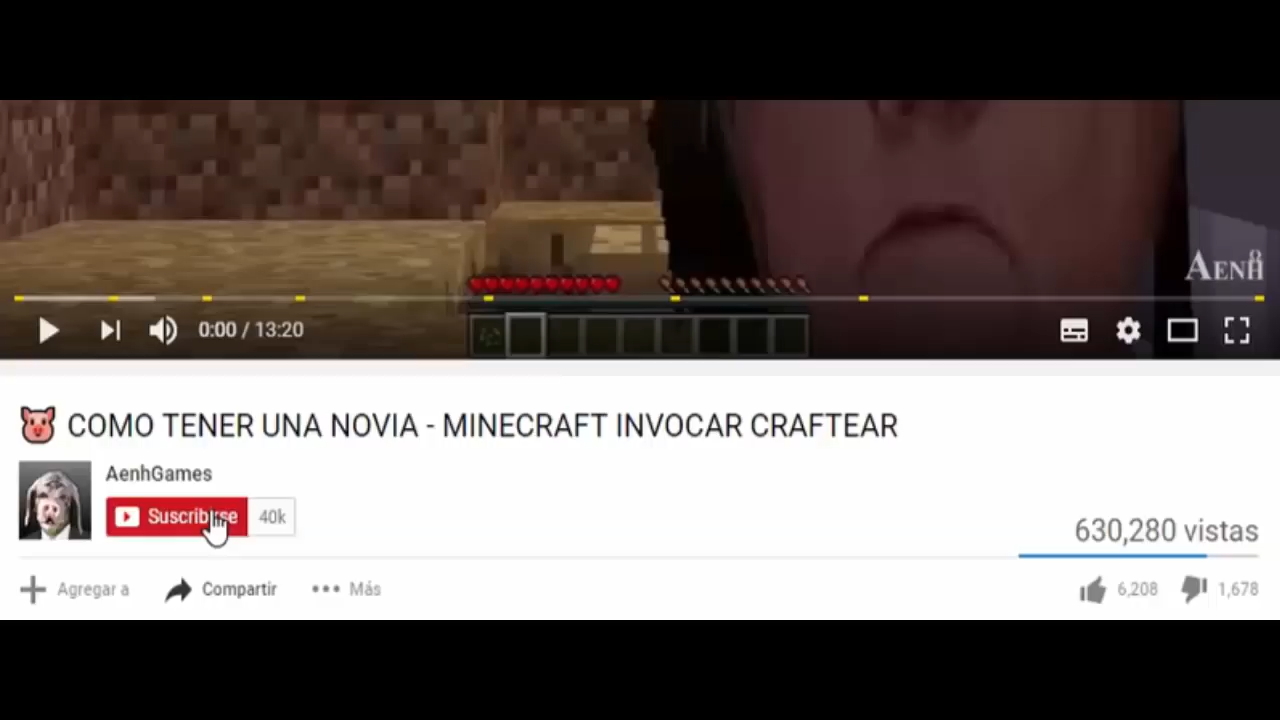 AENH
0:00 / 13:20
COMO TENER UNA NOVIA - MINECRAFT INVOCAR CRAFTEAR
AenhGames
Suscribirse 40k
630,280 vistas
Agregar a Compartir Más 6,208 1,678